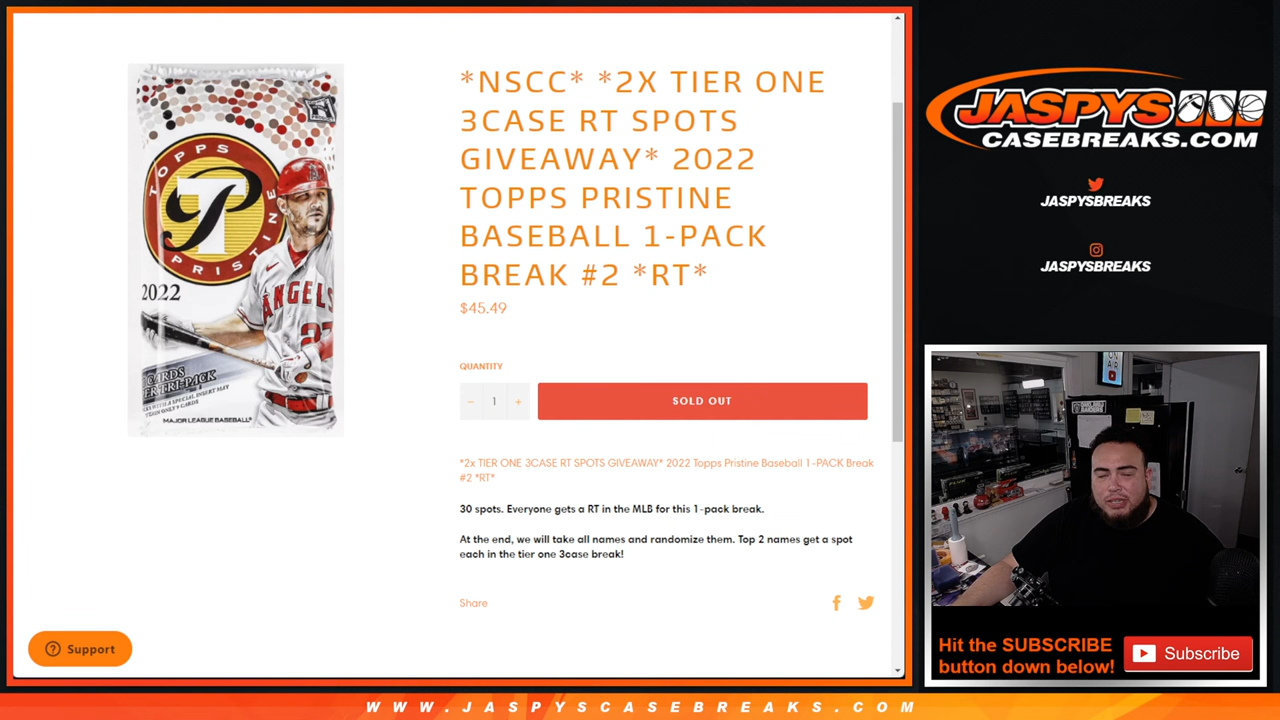 *NSCC* *2X TIER ONE
3CASE RT SPOTS
GIVEAWAY* 2022
TOPPS PRISTINE
BASEBALL 1-PACK
BREAK #2 *RT*
$45.49
QUANTITY
− 1 +
SOLD OUT
*2x TIER ONE 3CASE RT SPOTS GIVEAWAY* 2022 Topps Pristine Baseball 1-PACK Break
#2 *RT*
30 spots. Everyone gets a RT in the MLB for this 1-pack break.
At the end, we will take all names and randomize them. Top 2 names get a spot
each in the tier one 3case break!
Share
Support
TOPPS
P
PRISTINE
2022
ANGELS
27
CARDS
MAJOR LEAGUE BASEBALL
JASPYS
CASEBREAKS.COM
JASPYSBREAKS
JASPYSBREAKS
Hit the SUBSCRIBE
button down below!
Subscribe
WWW.JASPYSCASEBREAKS.COM